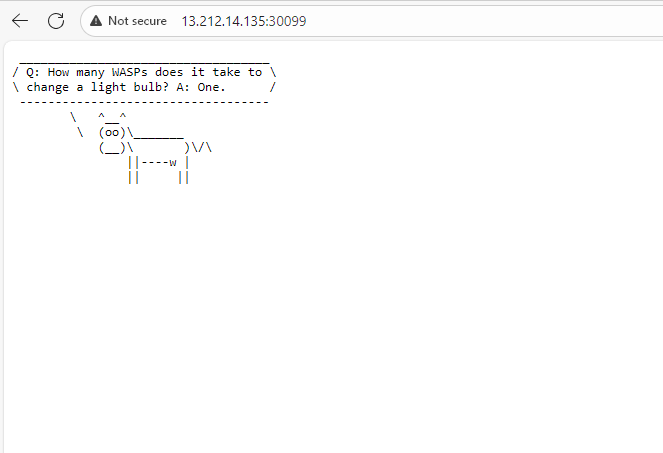 Not secure 13.212.14.135:30099
 ___________________________________
/ Q: How many WASPs does it take to \
\ change a light bulb? A: One.      /
 -----------------------------------
        \   ^__^
         \  (oo)\_______
            (__)\       )\/\
                ||----w |
                ||     ||